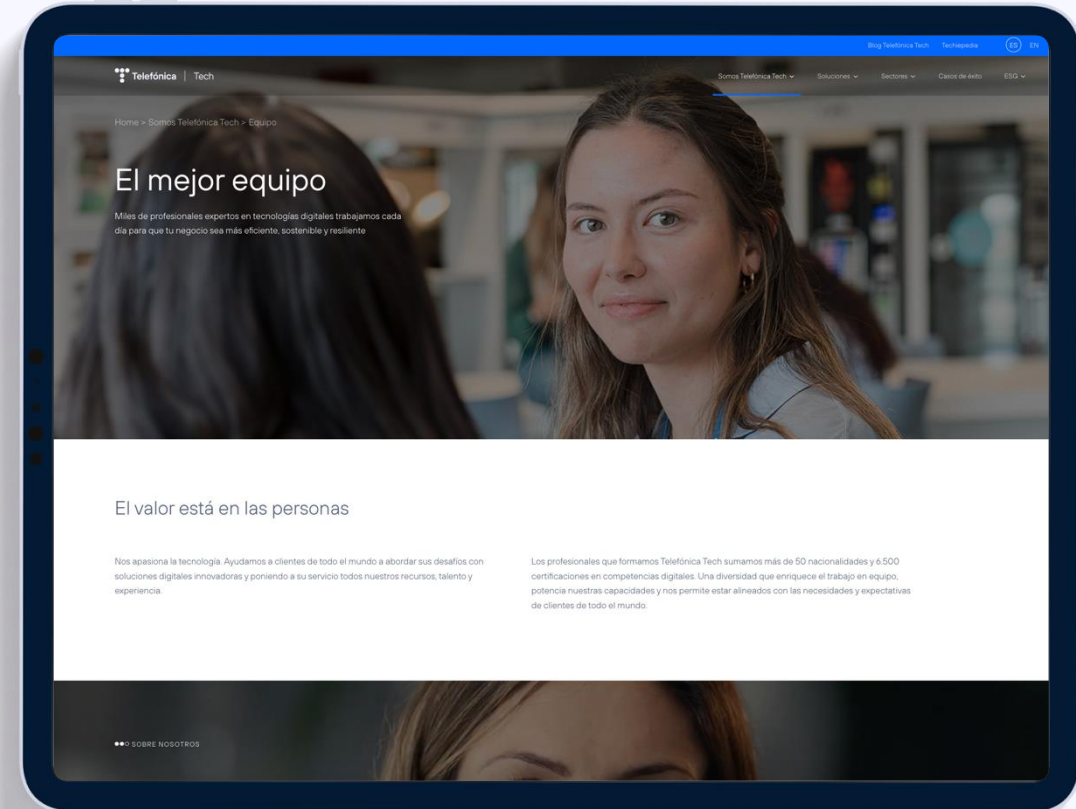 Blog Telefónica Tech Techiepedia ES EN
Telefónica | Tech
Somos Telefónica Tech Soluciones Sectores Casos de éxito ESG
Home > Somos Telefónica Tech > Equipo
El mejor equipo
Miles de profesionales expertos en tecnologías digitales trabajamos cada
día para que tu negocio sea más eficiente, sostenible y resiliente
El valor está en las personas
Nos apasiona la tecnología. Ayudamos a clientes de todo el mundo a abordar sus desafíos con
soluciones digitales innovadoras y poniendo a su servicio todos nuestros recursos, talento y
experiencia.
Los profesionales que formamos Telefónica Tech sumamos más de 50 nacionalidades y 6.500
certificaciones en competencias digitales. Una diversidad que enriquece el trabajo en equipo,
potencia nuestras capacidades y nos permite estar alineados con las necesidades y expectativas
de clientes de todo el mundo.
SOBRE NOSOTROS